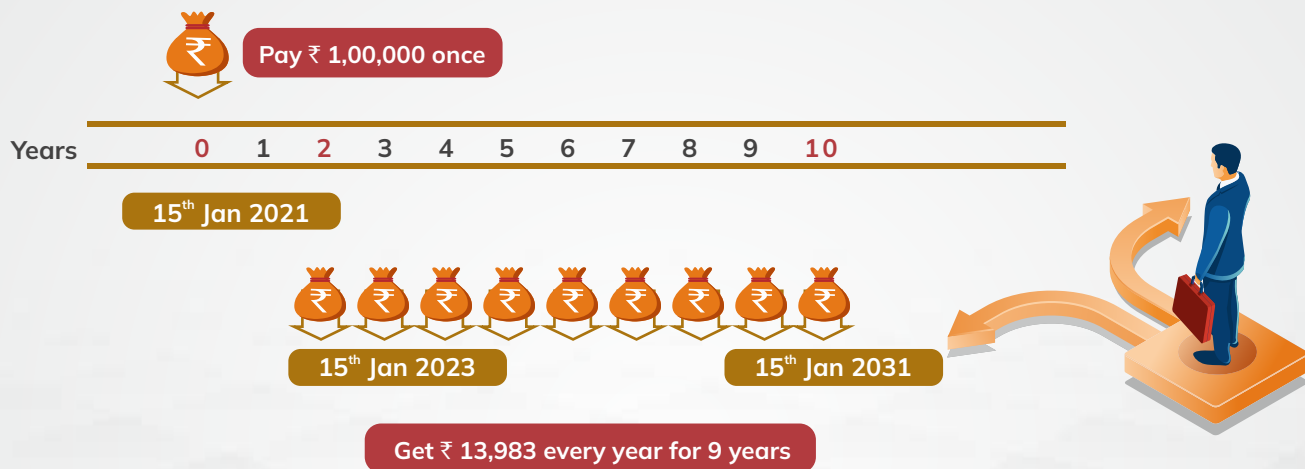 ₹
Pay ₹ 1,00,000 once
Years 0 1 2 3 4 5 6 7 8 9 10
15th Jan 2021
₹ ₹ ₹ ₹ ₹ ₹ ₹ ₹ ₹
15th Jan 2023 15th Jan 2031
Get ₹ 13,983 every year for 9 years